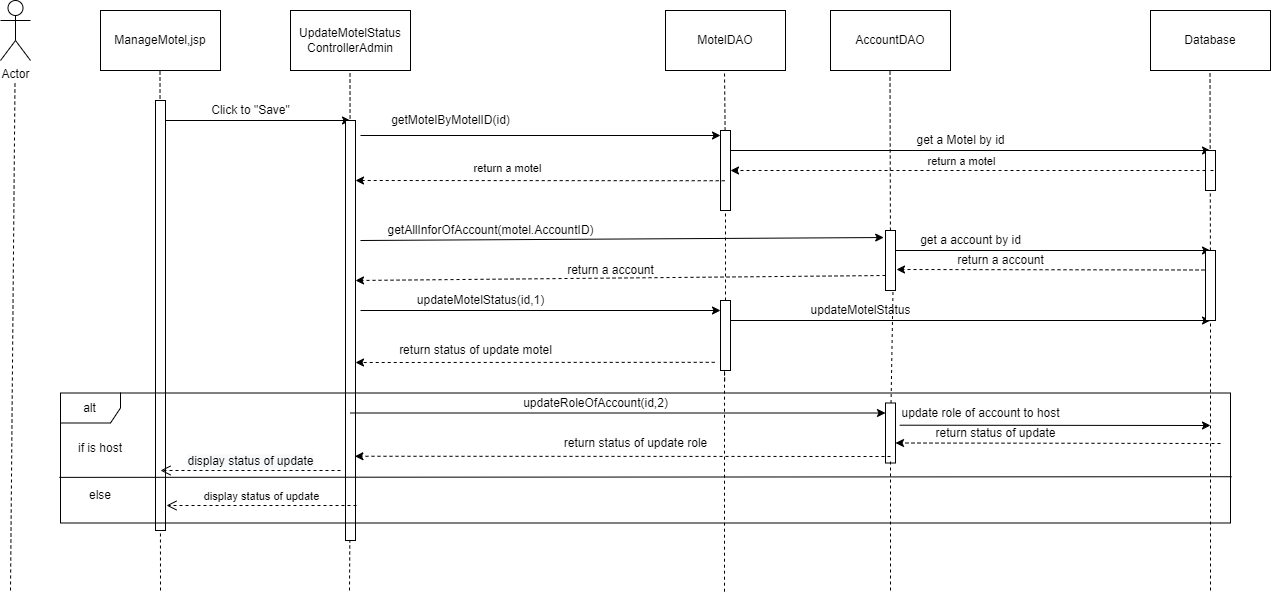 Actor
ManageMotel,jsp
UpdateMotelStatus
ControllerAdmin
MotelDAO
AccountDAO
Database
Click to "Save"
getMotelByMotelID(id)
get a Motel by id
return a motel
return a motel
getAllInforOfAccount(motel.AccountID)
get a account by id
return a account
return a account
updateMotelStatus(id,1)
updateMotelStatus
return status of update motel
alt
updateRoleOfAccount(id,2)
update role of account to host
return status of update
if is host
return status of update role
display status of update
else
display status of update